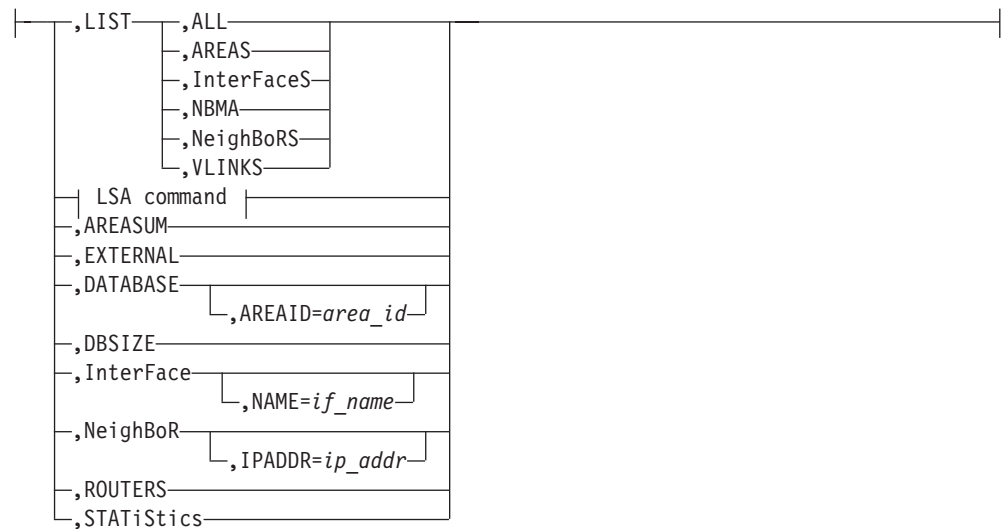 ,LIST ,ALL
,AREAS
,InterFaceS
,NBMA
,NeighBoRS
,VLINKS
LSA command
,AREASUM
,EXTERNAL
,DATABASE
,AREAID=area_id
,DBSIZE
,InterFace
,NAME=if_name
,NeighBoR
,IPADDR=ip_addr
,ROUTERS
,STATiStics